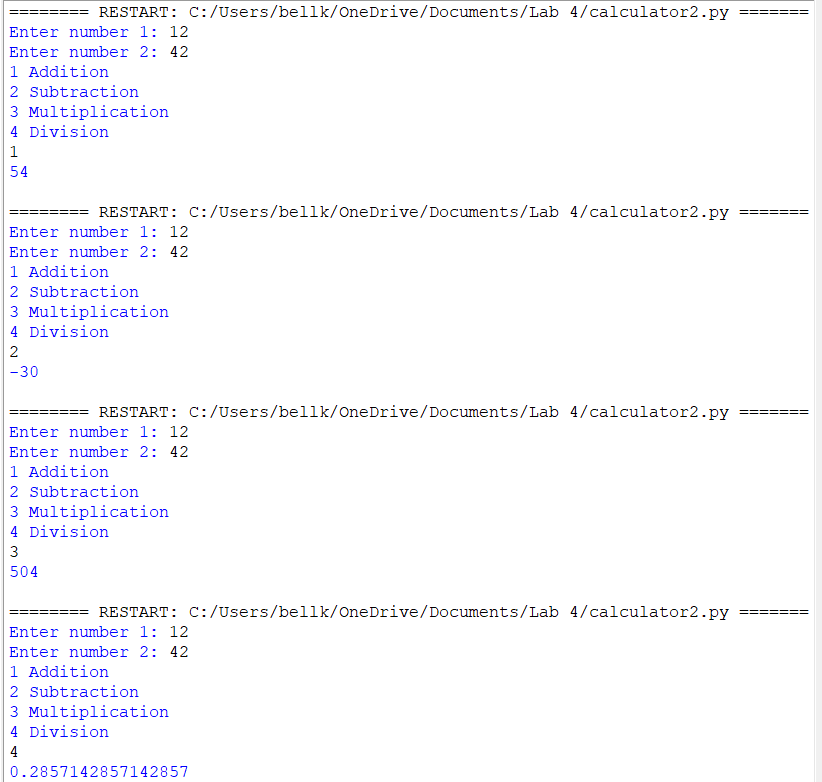 ======== RESTART: C:/Users/bellk/OneDrive/Documents/Lab 4/calculator2.py =======
Enter number 1: 12
Enter number 2: 42
1 Addition
2 Subtraction
3 Multiplication
4 Division
1
54
======== RESTART: C:/Users/bellk/OneDrive/Documents/Lab 4/calculator2.py =======
Enter number 1: 12
Enter number 2: 42
1 Addition
2 Subtraction
3 Multiplication
4 Division
2
-30
======== RESTART: C:/Users/bellk/OneDrive/Documents/Lab 4/calculator2.py =======
Enter number 1: 12
Enter number 2: 42
1 Addition
2 Subtraction
3 Multiplication
4 Division
3
504
======== RESTART: C:/Users/bellk/OneDrive/Documents/Lab 4/calculator2.py =======
Enter number 1: 12
Enter number 2: 42
1 Addition
2 Subtraction
3 Multiplication
4 Division
4
0.2857142857142857